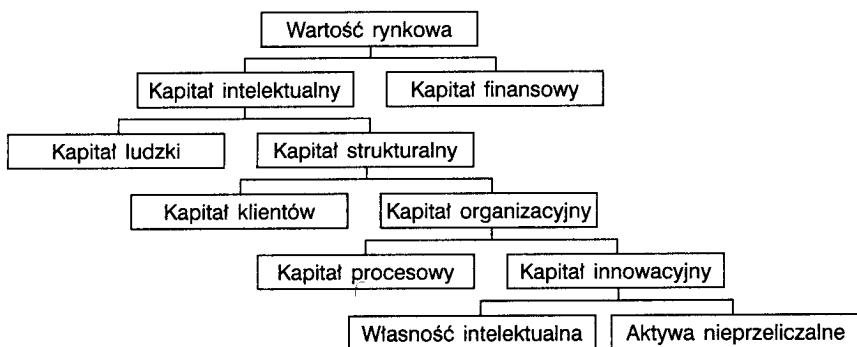 Wartość rynkowa
Kapitał intelektualny
Kapitał finansowy
Kapitał ludzki
Kapitał strukturalny
Kapitał klientów
Kapitał organizacyjny
Kapitał procesowy
Kapitał innowacyjny
Własność intelektualna
Aktywa nieprzeliczalne